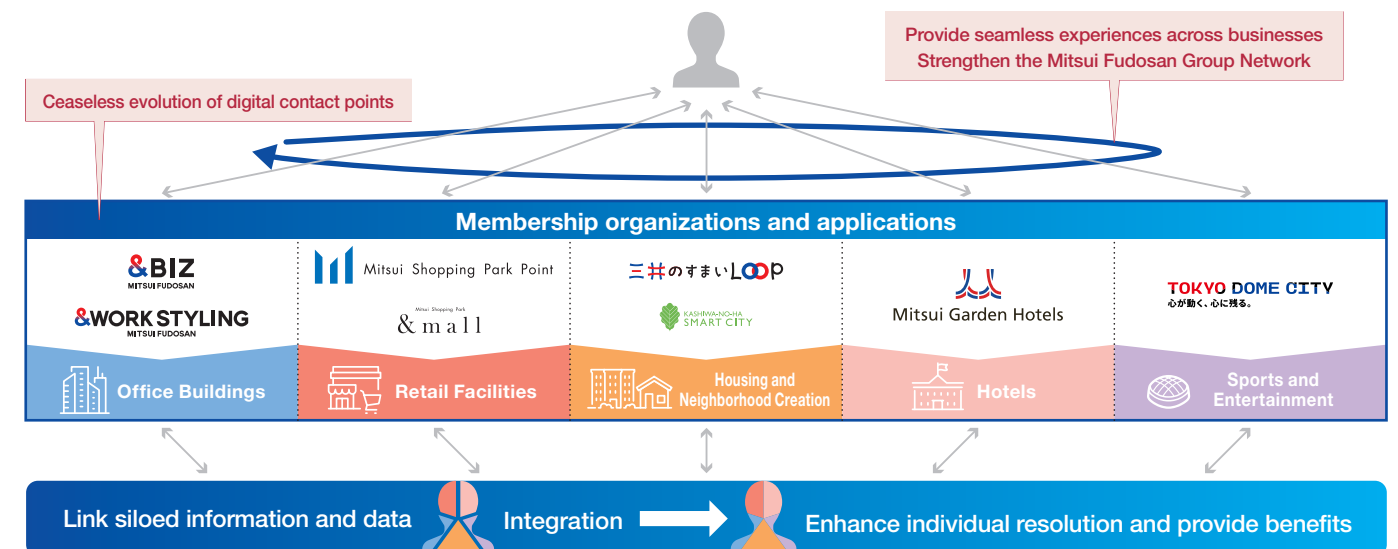 Provide seamless experiences across businesses
Strengthen the Mitsui Fudosan Group Network
Ceaseless evolution of digital contact points
Membership organizations and applications
&BIZ
MITSUI FUDOSAN
&WORK STYLING
MITSUI FUDOSAN
Mitsui Shopping Park Point
Mitsui Shopping Park
&mall
三井のすまいLOOP
KASHIWA-NO-HA
SMART CITY
Mitsui Garden Hotels
TOKYO DOME CITY
心が動く、心に残る。
Office Buildings
Retail Facilities
Housing and
Neighborhood Creation
Hotels
Sports and
Entertainment
Link siloed information and data
Integration
Enhance individual resolution and provide benefits